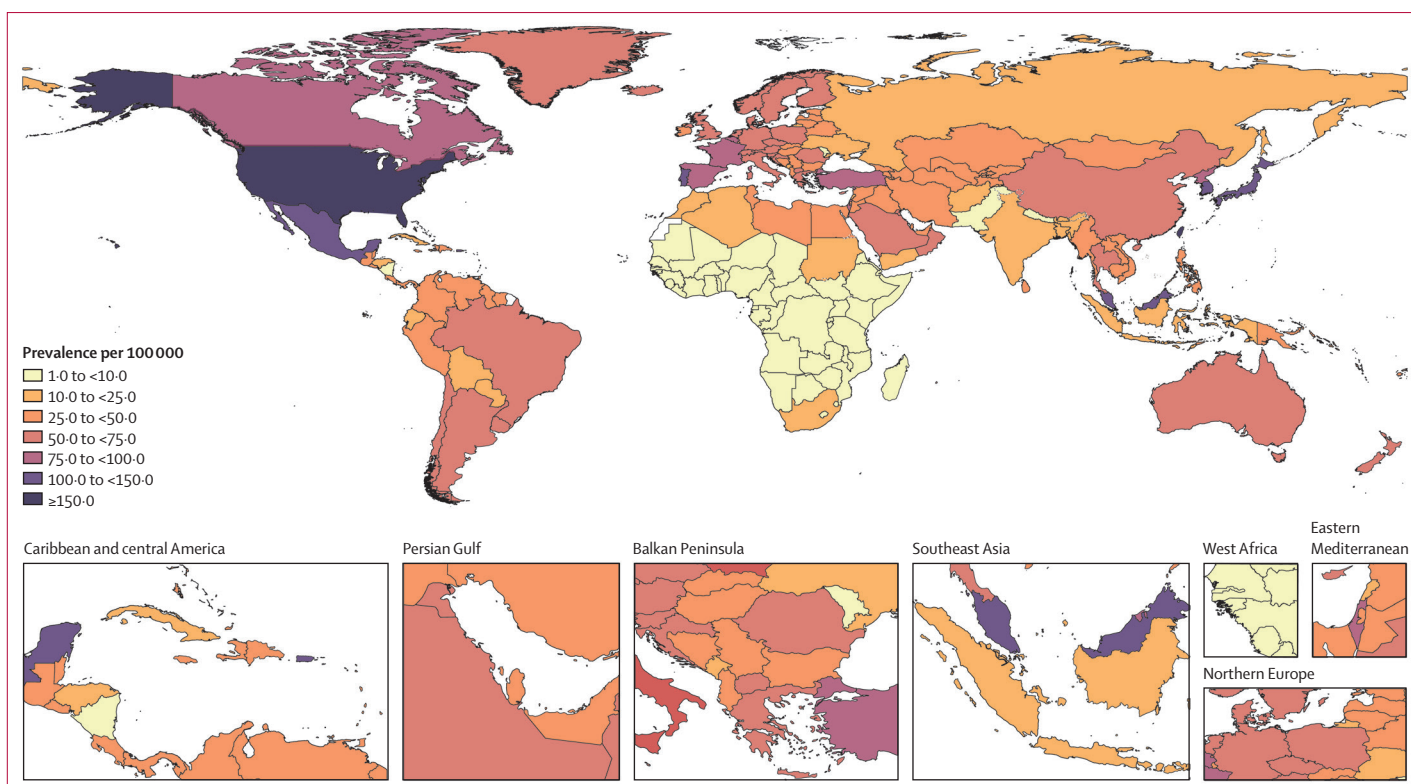 Prevalence per 100 000
1·0 to <10·0
10·0 to <25·0
25·0 to <50·0
50·0 to <75·0
75·0 to <100·0
100·0 to <150·0
≥150·0
Caribbean and central America
Persian Gulf
Balkan Peninsula
Southeast Asia
West Africa
Eastern
Mediterranean
Northern Europe